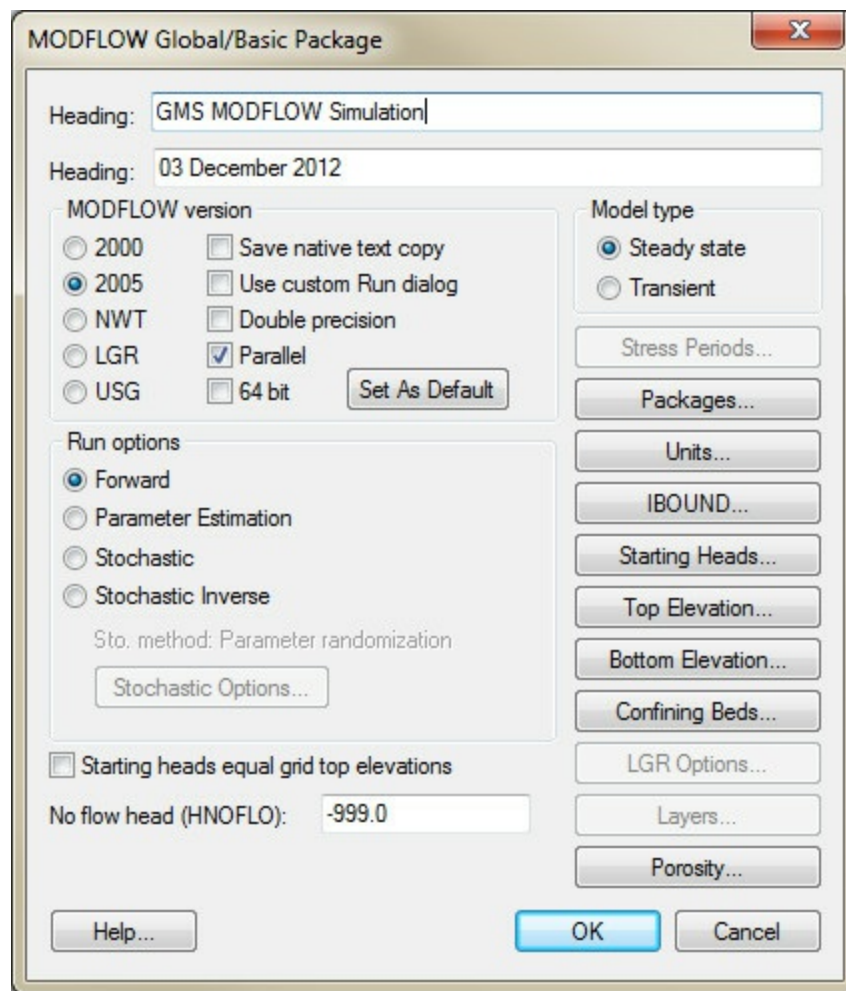 MODFLOW Global/Basic Package
Heading: GMS MODFLOW Simulation
Heading: 03 December 2012
MODFLOW version
2000
Save native text copy
2005
Use custom Run dialog
NWT
Double precision
LGR
Parallel
USG
64 bit
Set As Default
Run options
Forward
Parameter Estimation
Stochastic
Stochastic Inverse
Sto. method: Parameter randomization
Stochastic Options...
Starting heads equal grid top elevations
No flow head (HNOFLO): -999.0
Model type
Steady state
Transient
Stress Periods...
Packages...
Units...
IBOUND...
Starting Heads...
Top Elevation...
Bottom Elevation...
Confining Beds...
LGR Options...
Layers...
Porosity...
Help...
OK
Cancel